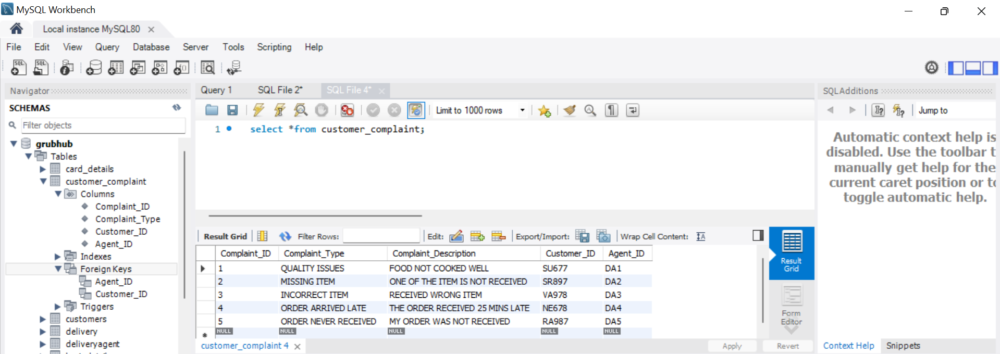 MySQL Workbench
Local instance MySQL80
File Edit View Query Database Server Tools Scripting Help
Navigator
SCHEMAS
Filter objects
grubhub
Tables
card_details
customer_complaint
Columns
Complaint_ID
Complaint_Type
Customer_ID
Agent_ID
Indexes
Foreign Keys
Agent_ID
Customer_ID
Triggers
customers
delivery
deliveryagent
Query 1 SQL File 2* SQL File 4*
Limit to 1000 rows
1 select *from customer_complaint;
Result Grid Filter Rows: Edit: Export/Import: Wrap Cell Content:
Complaint_ID Complaint_Type Complaint_Description Customer_ID Agent_ID
1 QUALITY ISSUES FOOD NOT COOKED WELL SU677 DA1
2 MISSING ITEM ONE OF THE ITEM IS NOT RECEIVED SR897 DA2
3 INCORRECT ITEM RECEIVED WRONG ITEM VA978 DA3
4 ORDER ARRIVED LATE THE ORDER RECEIVED 25 MINS LATE NE678 DA4
5 ORDER NEVER RECEIVED MY ORDER WAS NOT RECEIVED RA987 DA5
NULL NULL NULL NULL NULL
Result
Grid
Form
Editor
customer_complaint 4
Apply Revert
SQLAdditions
Jump to
Automatic context help is
disabled. Use the toolbar t
manually get help for the
current caret position or to
toggle automatic help.
Context Help Snippets